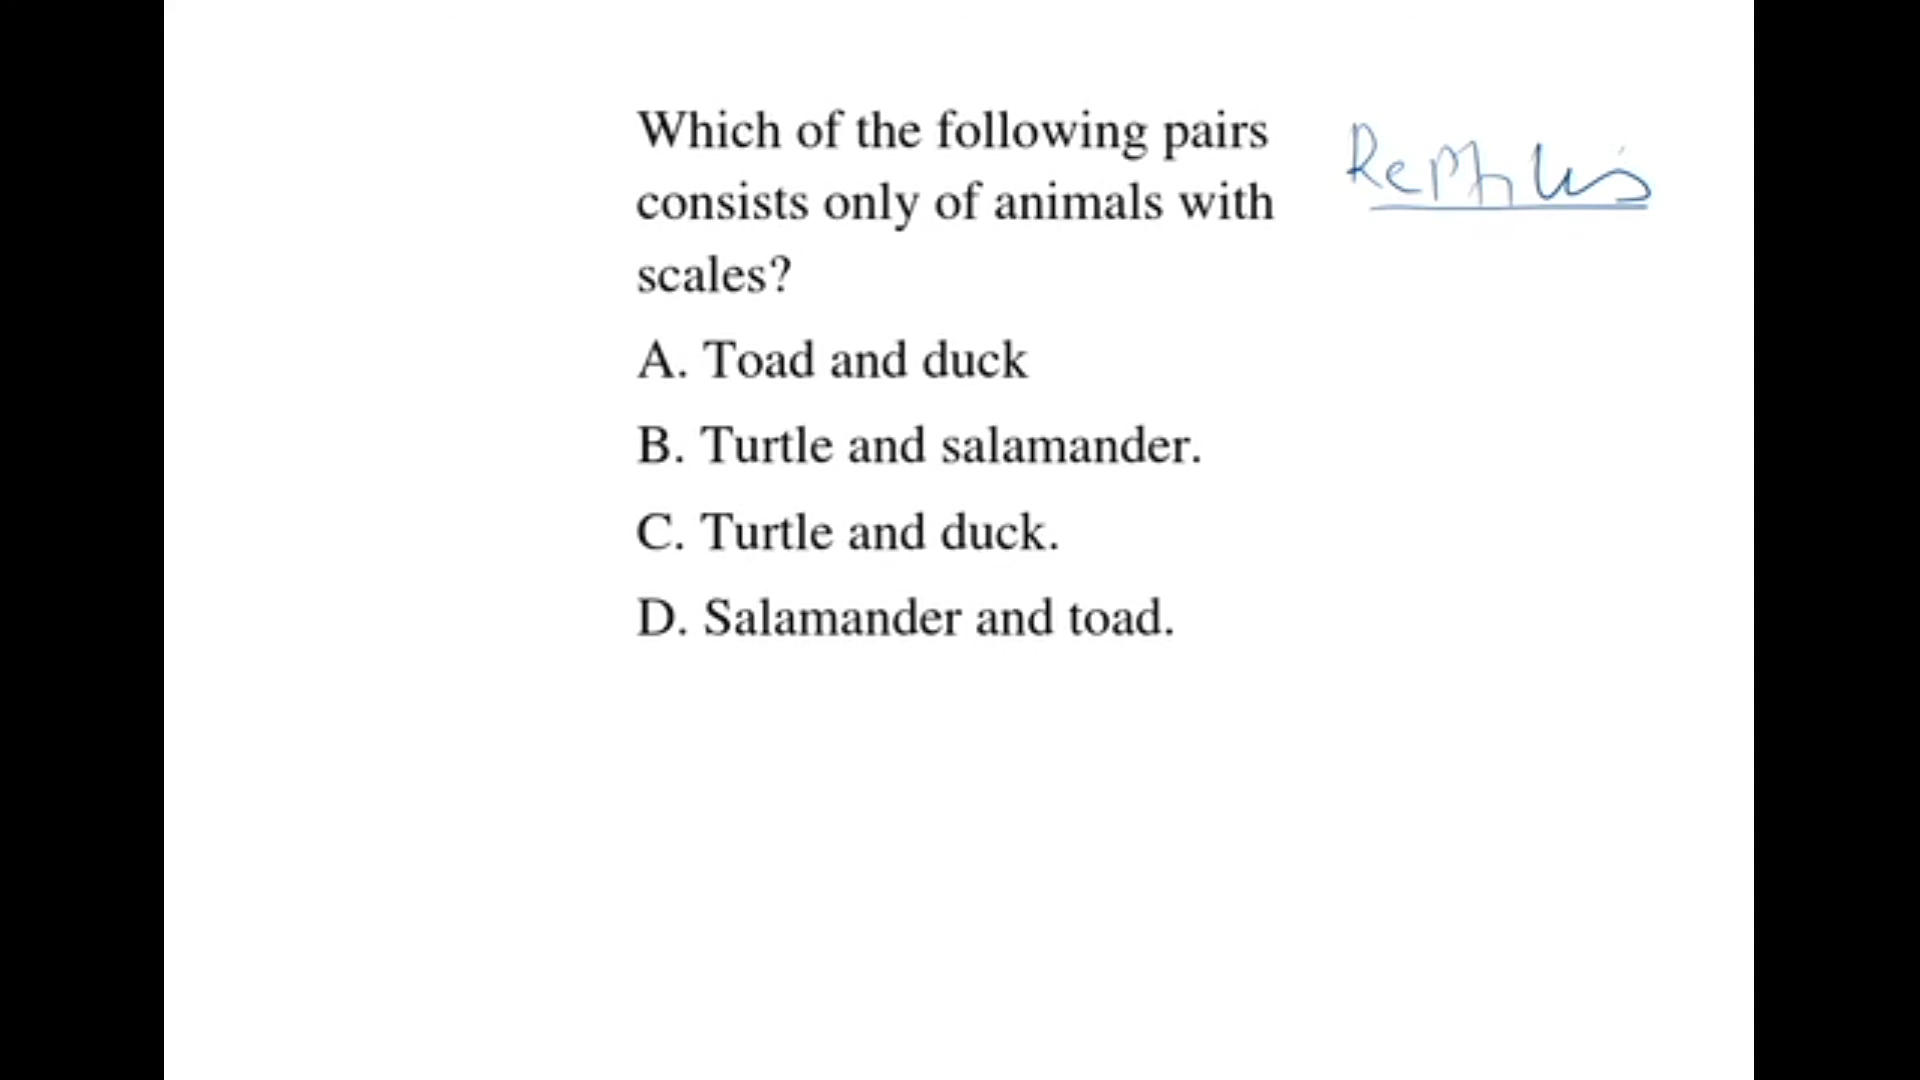 Which of the following pairs
consists only of animals with
scales?
Reptiles
A. Toad and duck
B. Turtle and salamander.
C. Turtle and duck.
D. Salamander and toad.